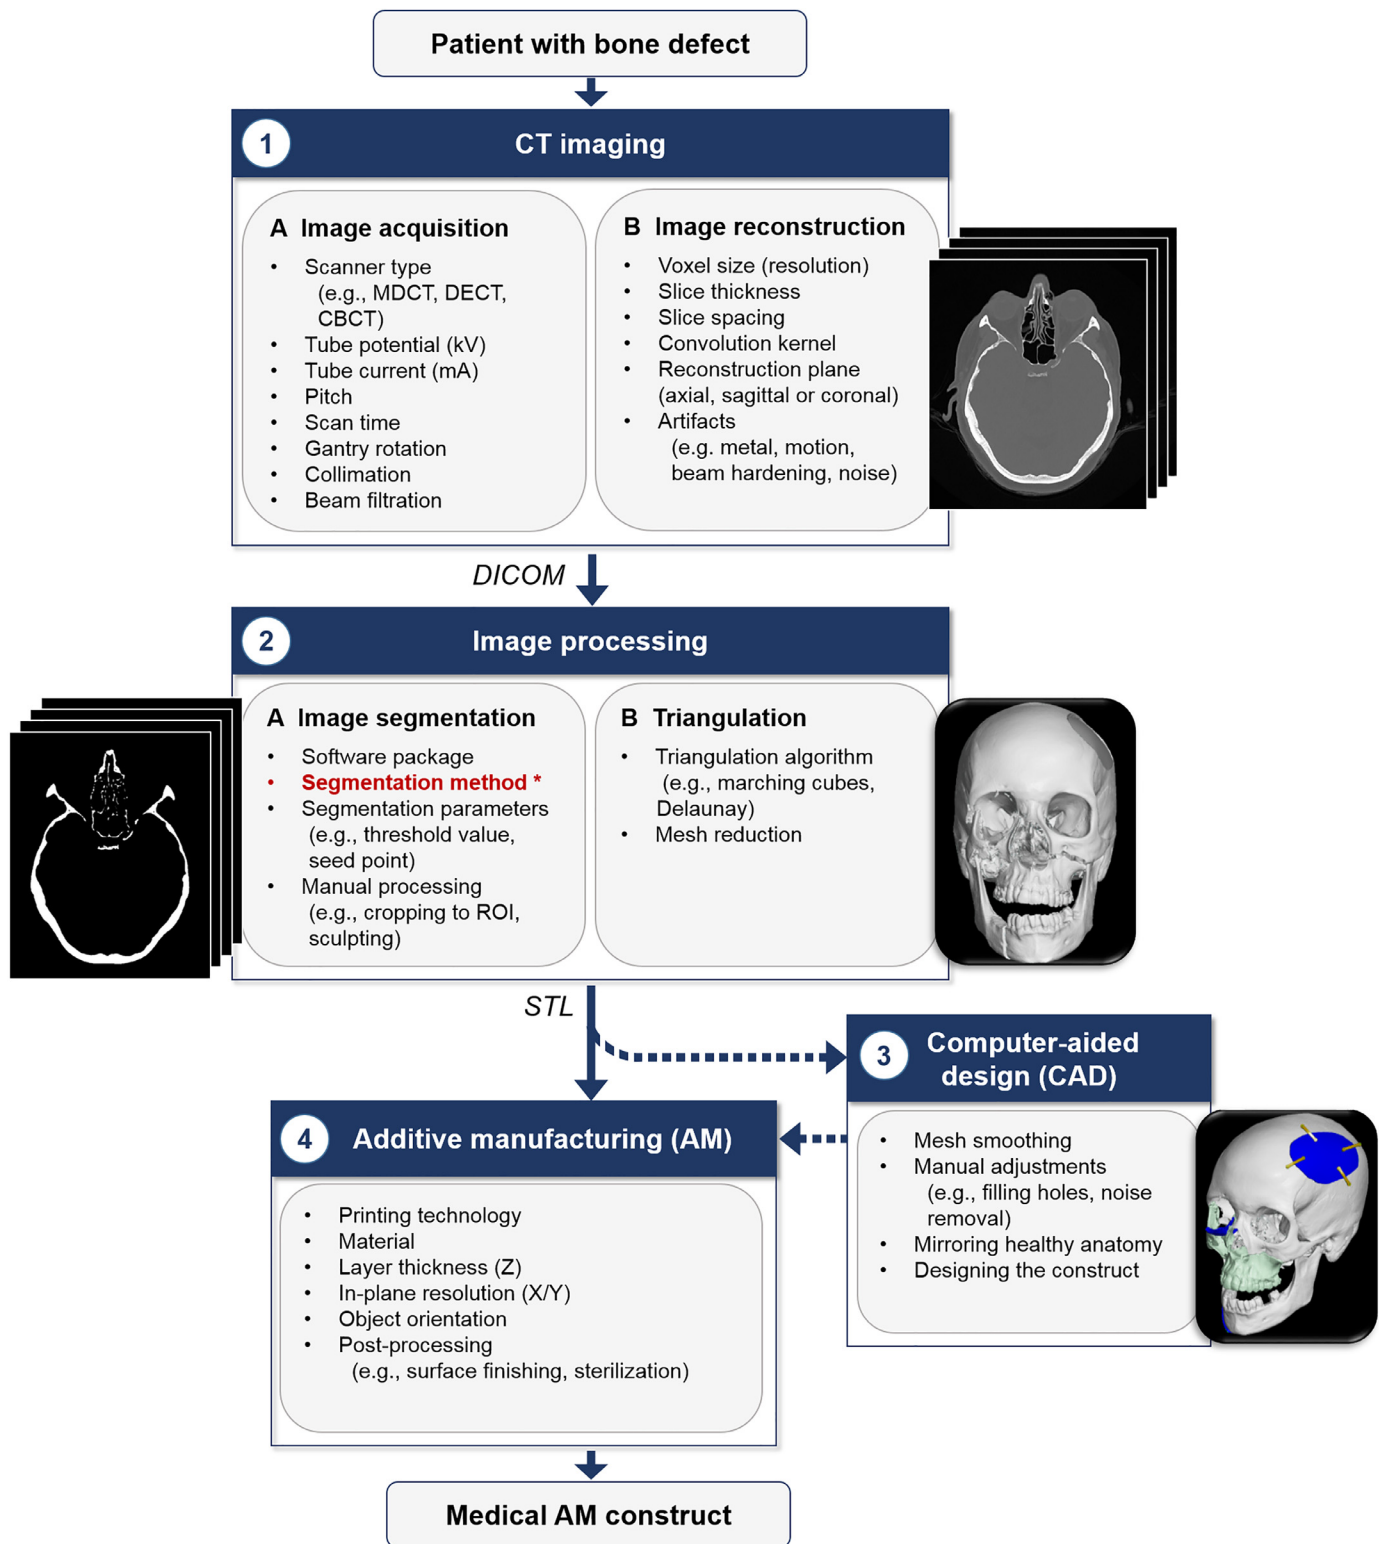 Patient with bone defect
1
CT imaging
A Image acquisition
• Scanner type
(e.g., MDCT, DECT,
CBCT)
• Tube potential (kV)
• Tube current (mA)
• Pitch
• Scan time
• Gantry rotation
• Collimation
• Beam filtration
B Image reconstruction
• Voxel size (resolution)
• Slice thickness
• Slice spacing
• Convolution kernel
• Reconstruction plane
(axial, sagittal or coronal)
• Artifacts
(e.g. metal, motion,
beam hardening, noise)
DICOM
2
Image processing
A Image segmentation
• Software package
• Segmentation method *
• Segmentation parameters
(e.g., threshold value,
seed point)
• Manual processing
(e.g., cropping to ROI,
sculpting)
B Triangulation
• Triangulation algorithm
(e.g., marching cubes,
Delaunay)
• Mesh reduction
STL
3
Computer-aided
design (CAD)
• Mesh smoothing
• Manual adjustments
(e.g., filling holes, noise
removal)
• Mirroring healthy anatomy
• Designing the construct
4
Additive manufacturing (AM)
• Printing technology
• Material
• Layer thickness (Z)
• In-plane resolution (X/Y)
• Object orientation
• Post-processing
(e.g., surface finishing, sterilization)
Medical AM construct